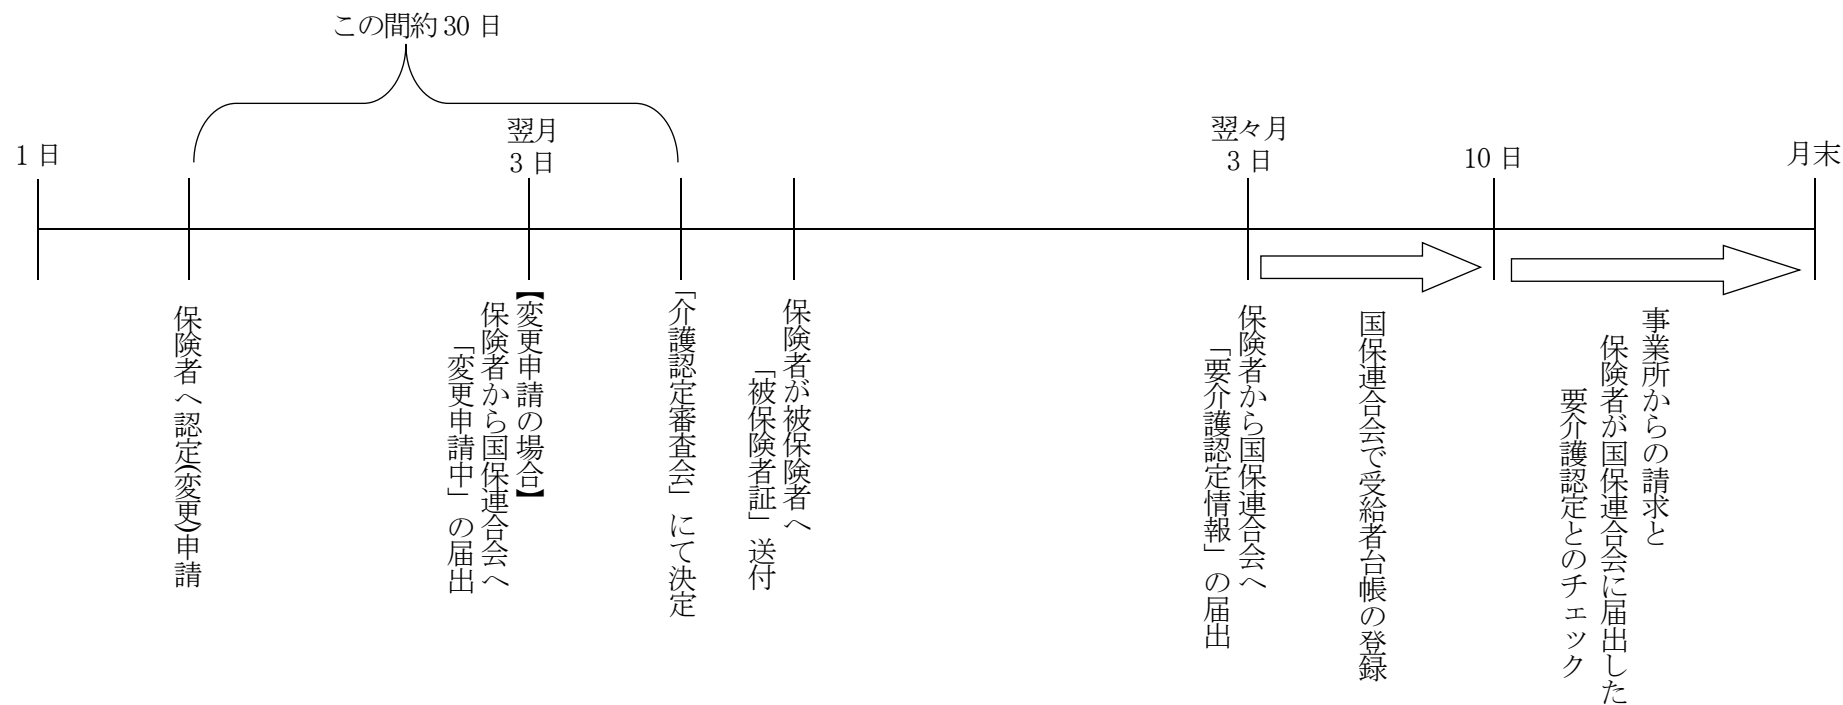 この間約 30 日
1 日
翌月
3 日
翌々月
3 日
10 日
月末
保険者へ認定(変更)申請
【変更申請の場合】
保険者から国保連合会へ
「変更申請中」の届出
「介護認定審査会」にて決定
保険者が被保険者へ
「被保険者証」送付
保険者から国保連合会へ
「要介護認定情報」の届出
国保連合会で受給者台帳の登録
事業所からの請求と
保険者が国保連合会に届出した
要介護認定とのチェック